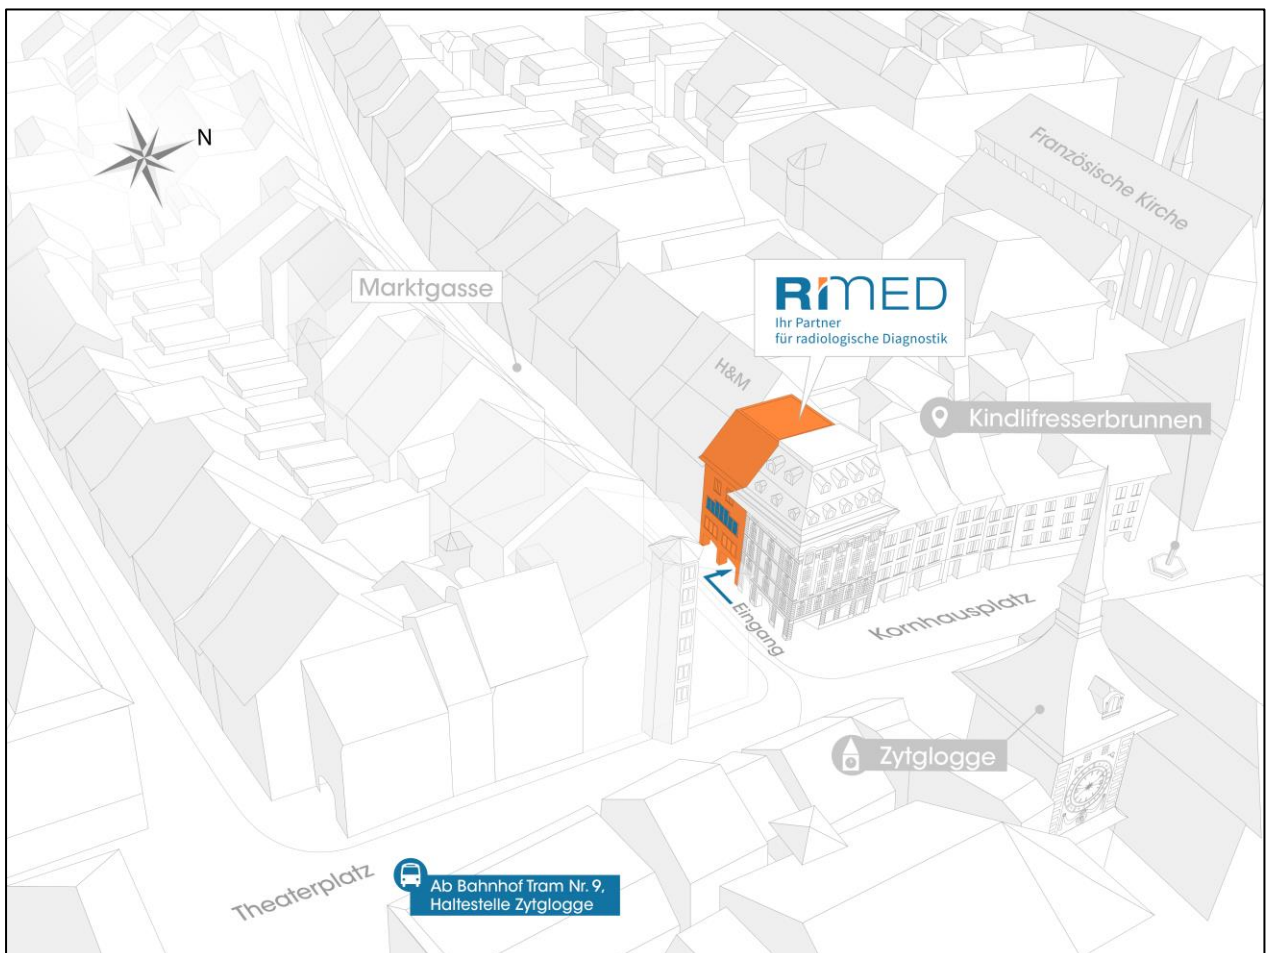 N
Französische Kirche
Marktgasse
RIMED
Ihr Partner
für radiologische Diagnostik
H&M
Kindlifresserbrunnen
Eingang
Kornhausplatz
Zytglogge
Theaterplatz
Ab Bahnhof Tram Nr. 9,
Haltestelle Zytglogge